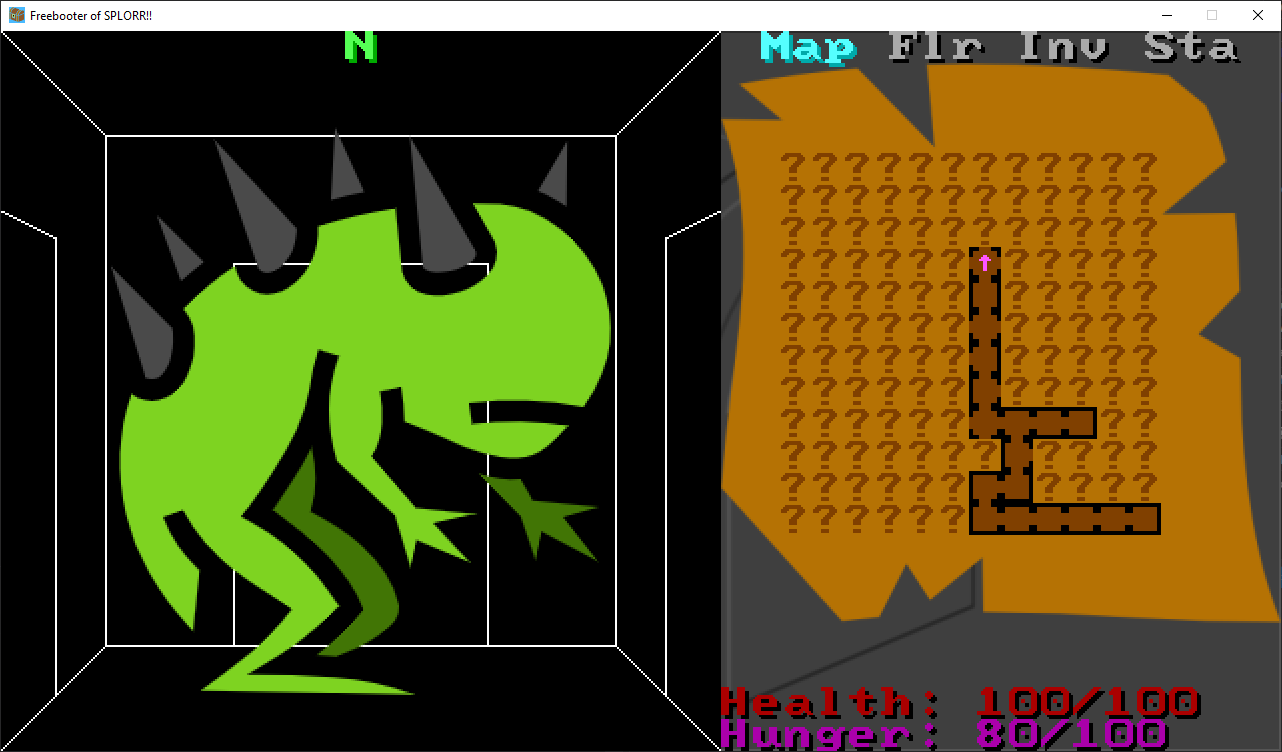 Freebooter of SPLORR!!
N
Map Flr Inv Sta
? ? ? ? ? ? ? ? ? ? ? ?
? ? ? ? ? ? ? ? ? ? ? ?
? ? ? ? ? ? ? ? ? ? ? ?
? ? ? ? ? ? ↑ ? ? ? ? ?
? ? ? ? ? ? ? ? ? ? ?
? ? ? ? ? ? ? ? ? ? ?
? ? ? ? ? ? ? ? ? ? ?
? ? ? ? ? ? ? ? ? ? ?
? ? ? ? ? ? ? ?
? ? ? ? ? ? ? ? ? ? ?
? ? ? ? ? ? ? ? ? ?
? ? ? ? ? ?
Health: 100/100
Hunger: 80/100